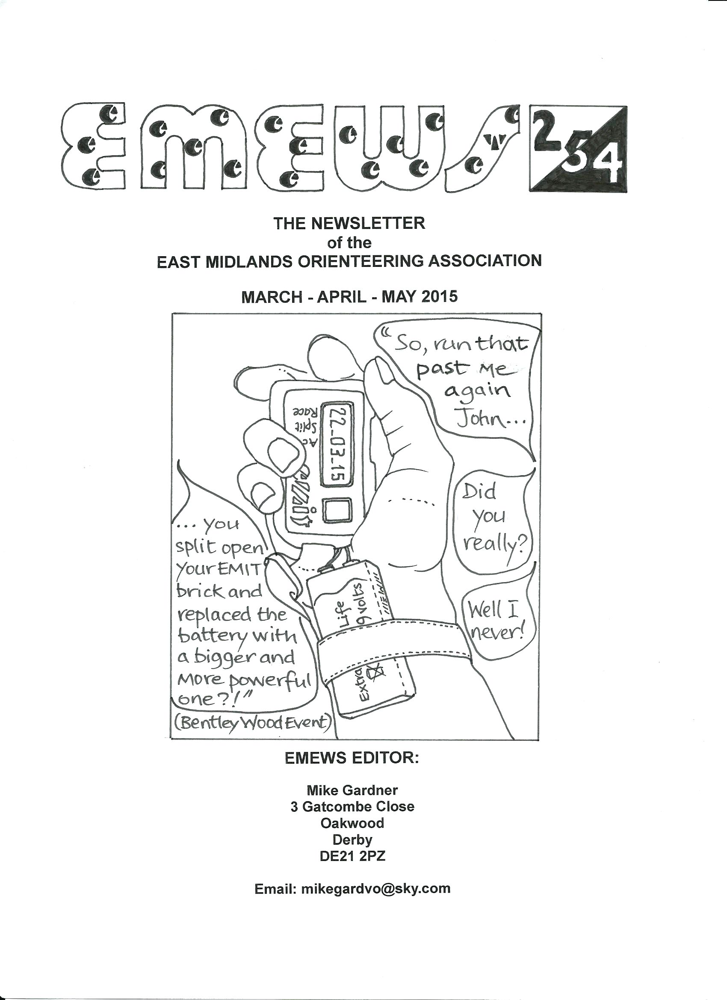 EMEWS 254
THE NEWSLETTER
of the
EAST MIDLANDS ORIENTEERING ASSOCIATION
MARCH - APRIL - MAY 2015
"So, run that
past me
again
John...
Race
Split
Ac
22_03_15
emit
Did
you
really?
...you
split open
your EMIT
brick and
replaced the
battery with
a bigger and
more powerful
one?!"
Life
9 volts
Extra
Well I
never!
(Bentley Wood Event)
EMEWS EDITOR:
Mike Gardner
3 Gatcombe Close
Oakwood
Derby
DE21 2PZ
Email: mikegardvo@sky.com